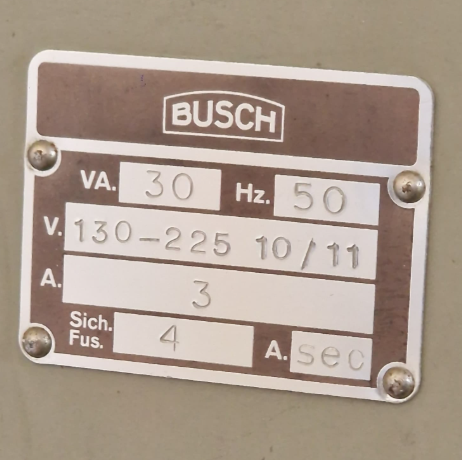 BUSCH
VA. 30 Hz. 50
V. 130-225 10/11
A. 3
Sich. Fus. 4 A. sec